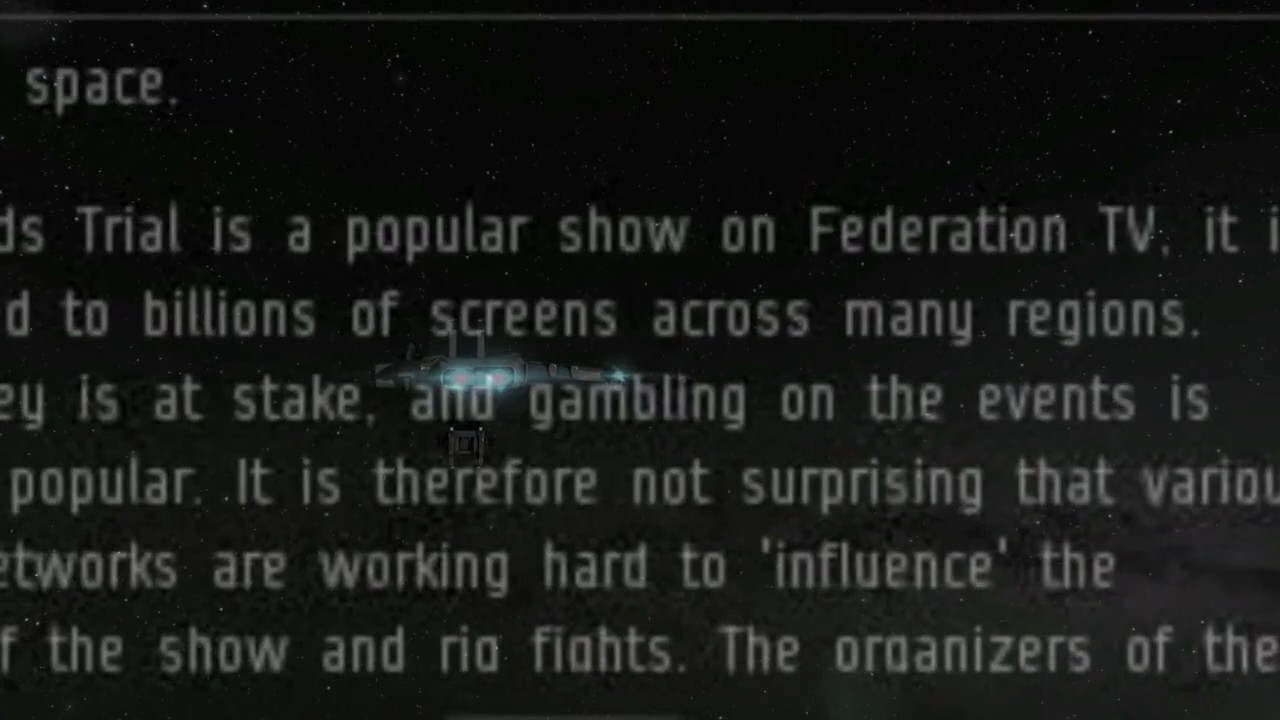 space.
ds Trial is a popular show on Federation TV, it i
d to billions of screens across many regions.
ey is at stake, and gambling on the events is
popular. It is therefore not surprising that variou
etworks are working hard to 'influence' the
f the show and rig fights. The organizers of the